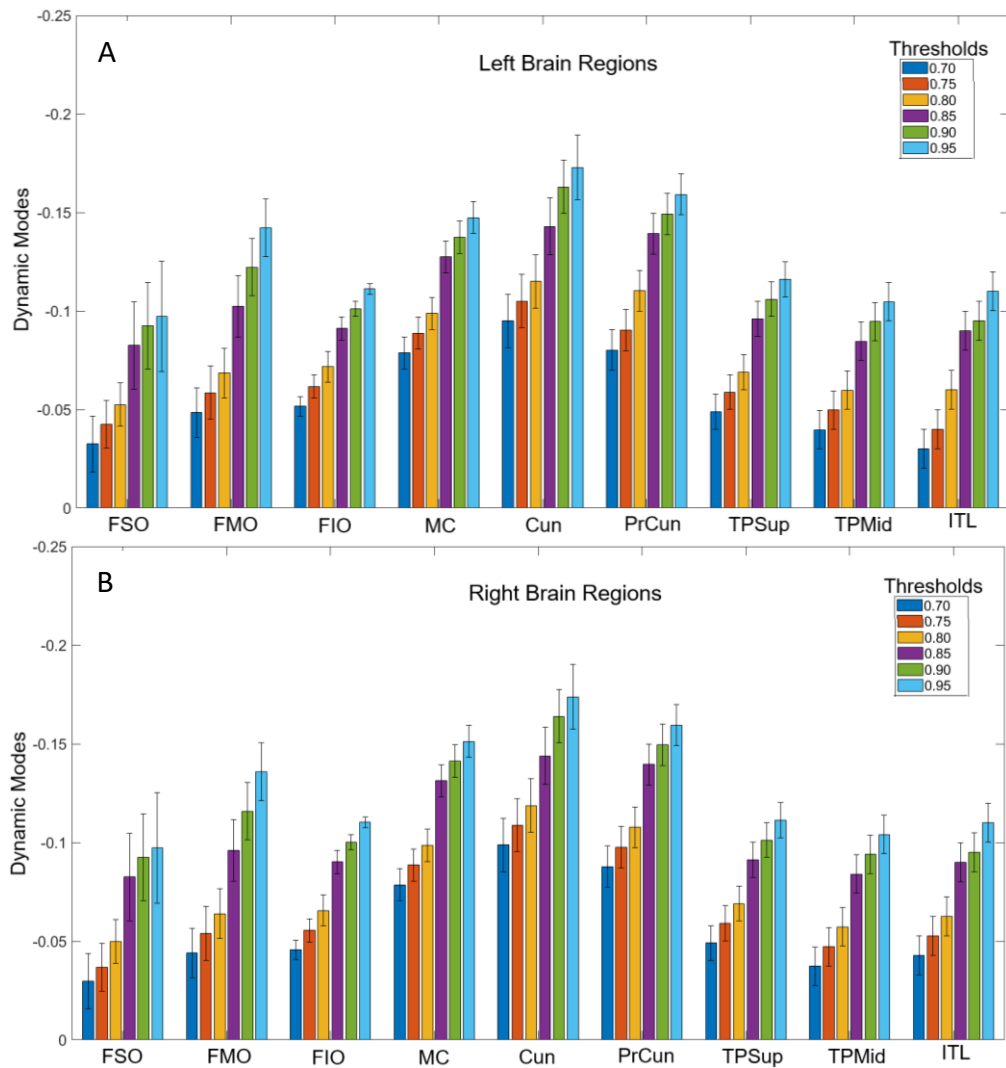 A
Left Brain Regions
Thresholds
0.70
0.75
0.80
0.85
0.90
0.95
Dynamic Modes
-0.25
-0.2
-0.15
-0.1
-0.05
0
FSO FMO FIO MC Cun PrCun TPSup TPMid ITL
B
Right Brain Regions
Thresholds
0.70
0.75
0.80
0.85
0.90
0.95
Dynamic Modes
-0.25
-0.2
-0.15
-0.1
-0.05
0
FSO FMO FIO MC Cun PrCun TPSup TPMid ITL